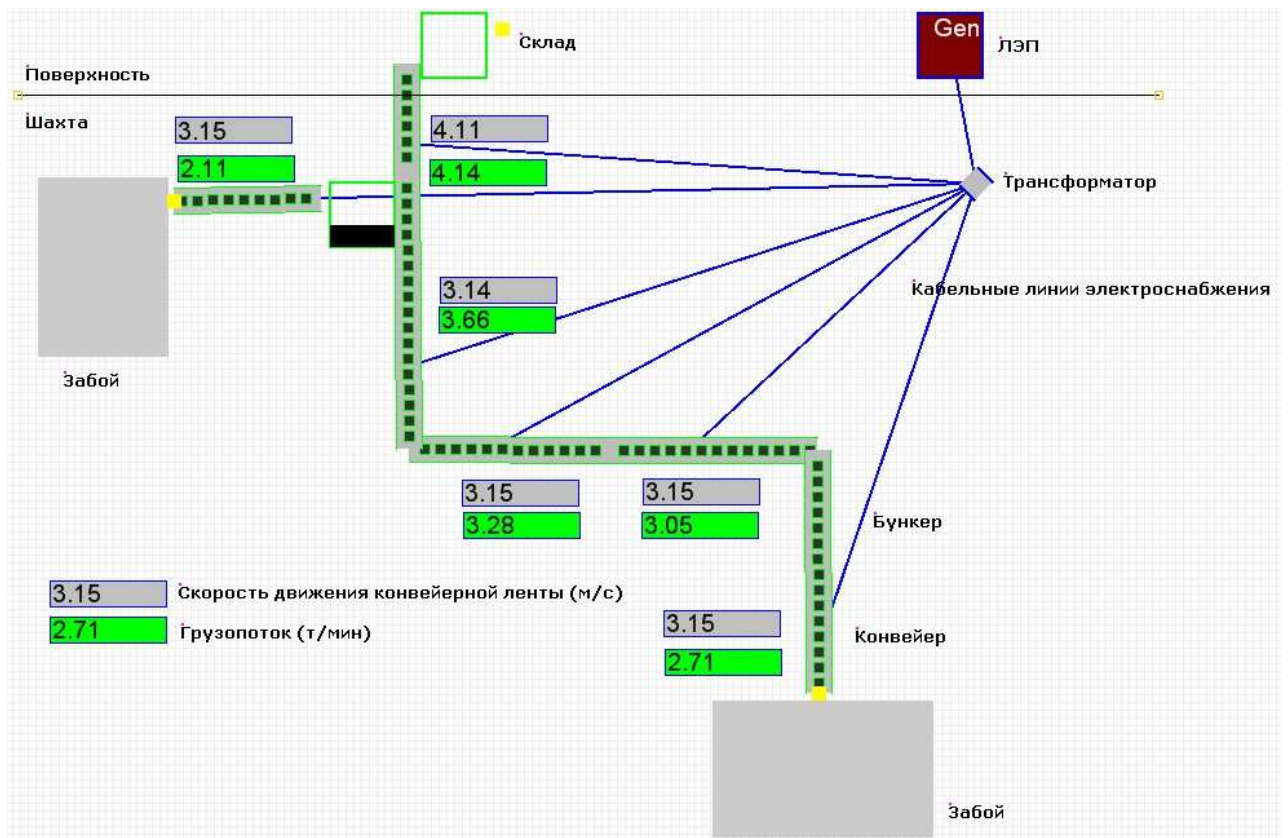 Gen
Склад
ЛЭП
Поверхность
Шахта
3.15
4.11
2.11
4.14
Трансформатор
3.14
Кабельные линии электроснабжения
3.66
Забой
3.15
3.15
3.28
3.05
Бункер
3.15
Скорость движения конвейерной ленты (м/с)
2.71
Грузопоток (т/мин)
3.15
Конвейер
2.71
Забой